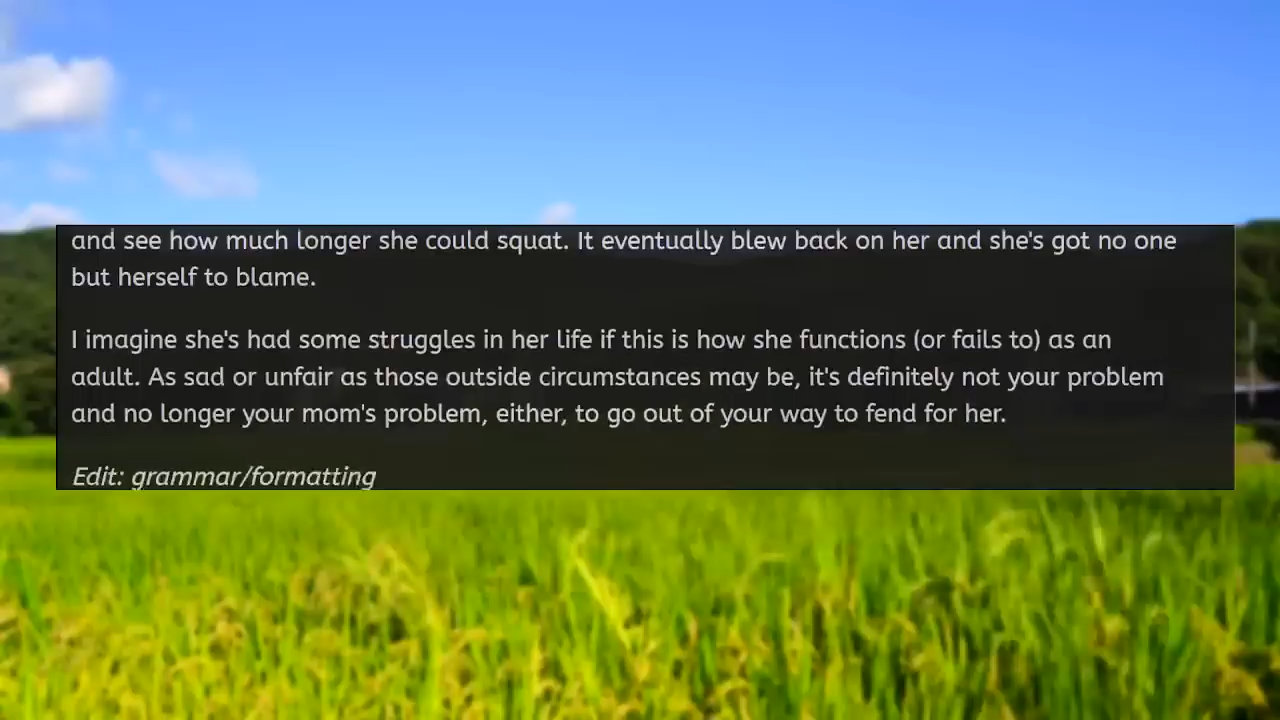 and see how much longer she could squat. It eventually blew back on her and she's got no one
but herself to blame.
I imagine she's had some struggles in her life if this is how she functions (or fails to) as an
adult. As sad or unfair as those outside circumstances may be, it's definitely not your problem
and no longer your mom's problem, either, to go out of your way to fend for her.
Edit: grammar/formatting